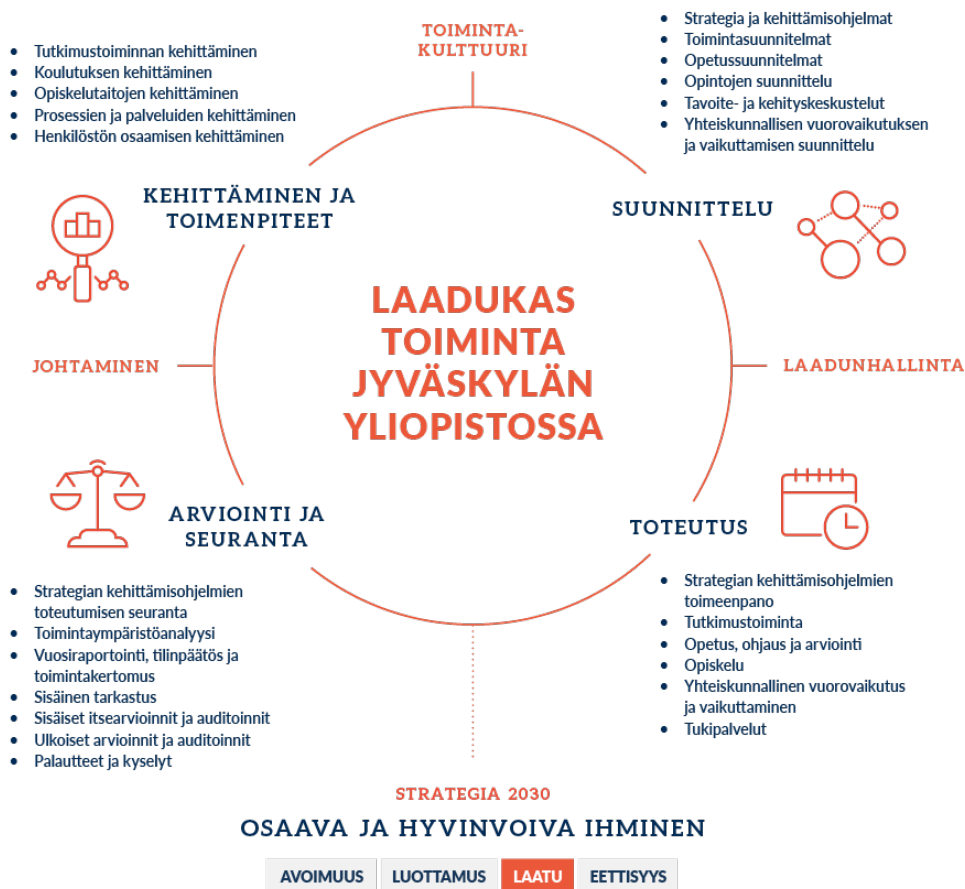 TOIMINTA-
KULTTUURI
• Tutkimustoiminnan kehittäminen
• Koulutuksen kehittäminen
• Opiskelutaitojen kehittäminen
• Prosessien ja palveluiden kehittäminen
• Henkilöstön osaamisen kehittäminen
• Strategia ja kehittämisohjelmat
• Toimintasuunnitelmat
• Opetussuunnitelmat
• Opintojen suunnittelu
• Tavoite- ja kehityskeskustelut
• Yhteiskunnallisen vuorovaikutuksen
ja vaikuttamisen suunnittelu
KEHITTÄMINEN JA
TOIMENPITEET
SUUNNITTELU
LAADUKAS
TOIMINTA
JYVÄSKYLÄN
YLIOPISTOSSA
JOHTAMINEN
LAADUNHALLINTA
ARVIOINTI JA
SEURANTA
TOTEUTUS
• Strategian kehittämisohjelmien
toteutumisen seuranta
• Toimintaympäristöanalyysi
• Vuosiraportointi, tilinpäätös ja
toimintakertomus
• Sisäinen tarkastus
• Sisäiset itsearvioinnit ja auditoinnit
• Ulkoiset arvioinnit ja auditoinnit
• Palautteet ja kyselyt
• Strategian kehittämisohjelmien
toimeenpano
• Tutkimustoiminta
• Opetus, ohjaus ja arviointi
• Opiskelu
• Yhteiskunnallinen vuorovaikutus
ja vaikuttaminen
• Tukipalvelut
STRATEGIA 2030
OSAAVA JA HYVINVOIVA IHMINEN
AVOIMUUS LUOTTAMUS LAATU EETTISYYS